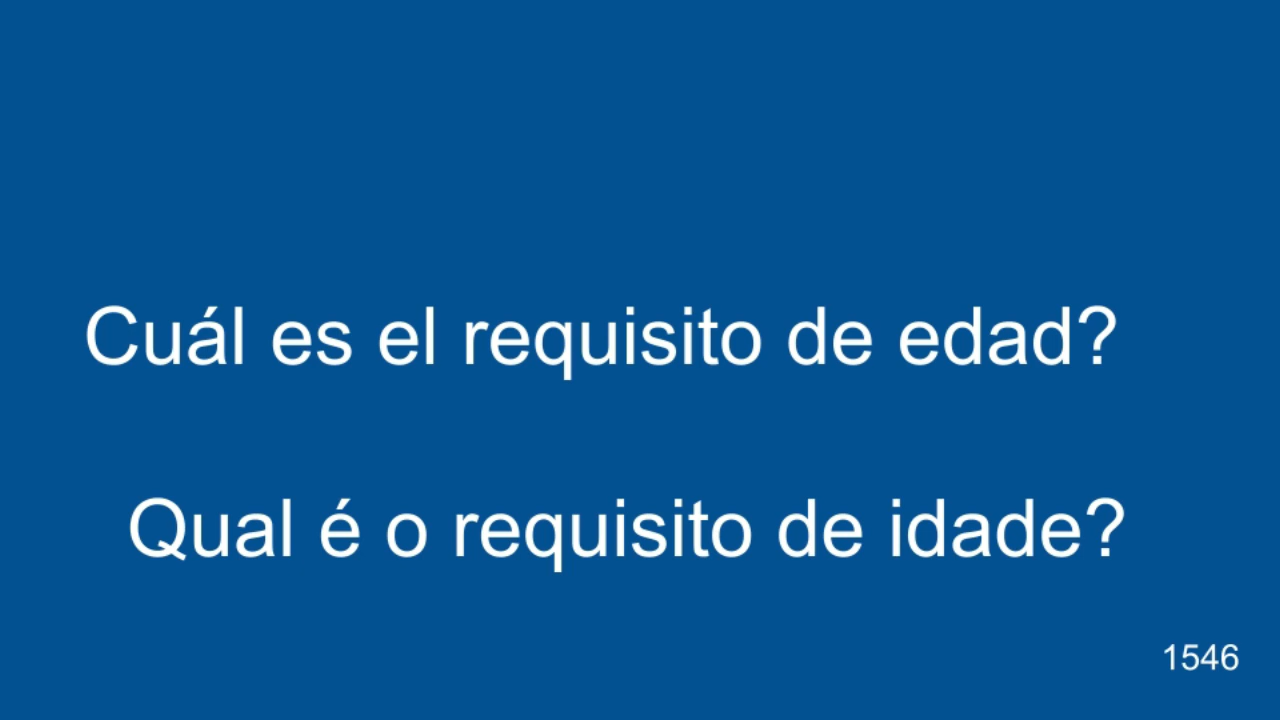 Cuál es el requisito de edad?
Qual é o requisito de idade?
1546